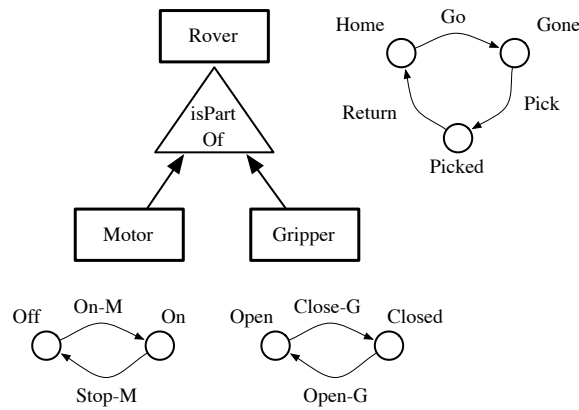 Rover
isPart
Of
Motor
Gripper
Home
Go
Gone
Return
Pick
Picked
Off
On-M
On
Stop-M
Open
Close-G
Closed
Open-G